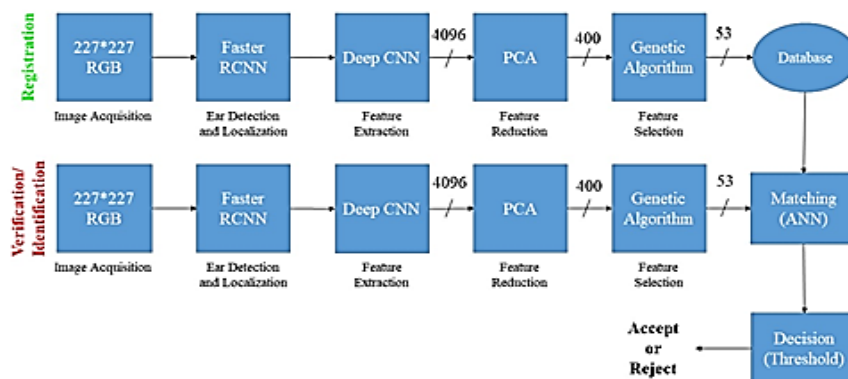 Registration
227*227
RGB
Image Acquisition
Faster
RCNN
Ear Detection
and Localization
Deep CNN
Feature
Extraction
4096
PCA
Feature
Reduction
400
Genetic
Algorithm
Feature
Selection
53
Database
Verification/
Identification
227*227
RGB
Image Acquisition
Faster
RCNN
Ear Detection
and Localization
Deep CNN
Feature
Extraction
4096
PCA
Feature
Reduction
400
Genetic
Algorithm
Feature
Selection
53
Matching
(ANN)
Decision
(Threshold)
Accept
or
Reject